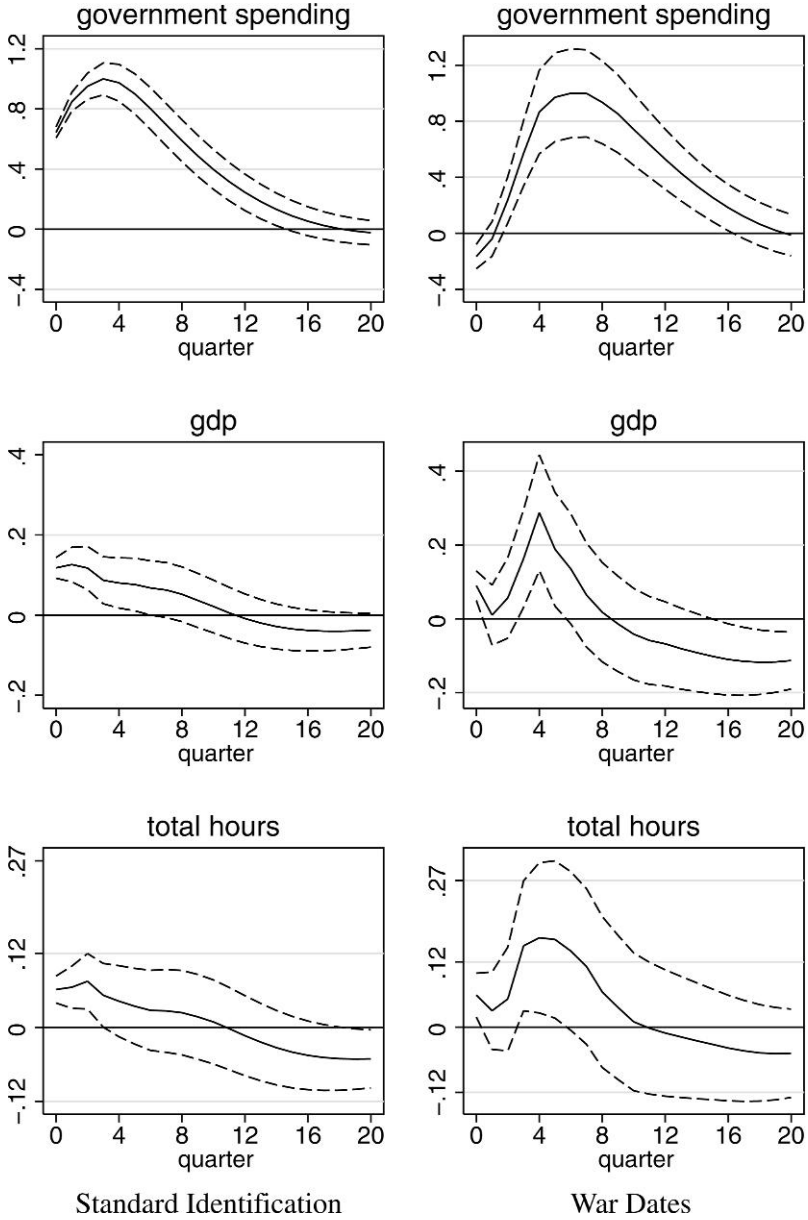 government spending
1.2
.8
.4
0
-.4
0 4 8 12 16 20
quarter
government spending
1.2
.8
.4
0
-.4
0 4 8 12 16 20
quarter
gdp
.4
.2
0
-.2
0 4 8 12 16 20
quarter
gdp
.4
.2
0
-.2
0 4 8 12 16 20
quarter
total hours
.27
.12
0
-.12
0 4 8 12 16 20
quarter
total hours
.27
.12
0
-.12
0 4 8 12 16 20
quarter
Standard Identification
War Dates